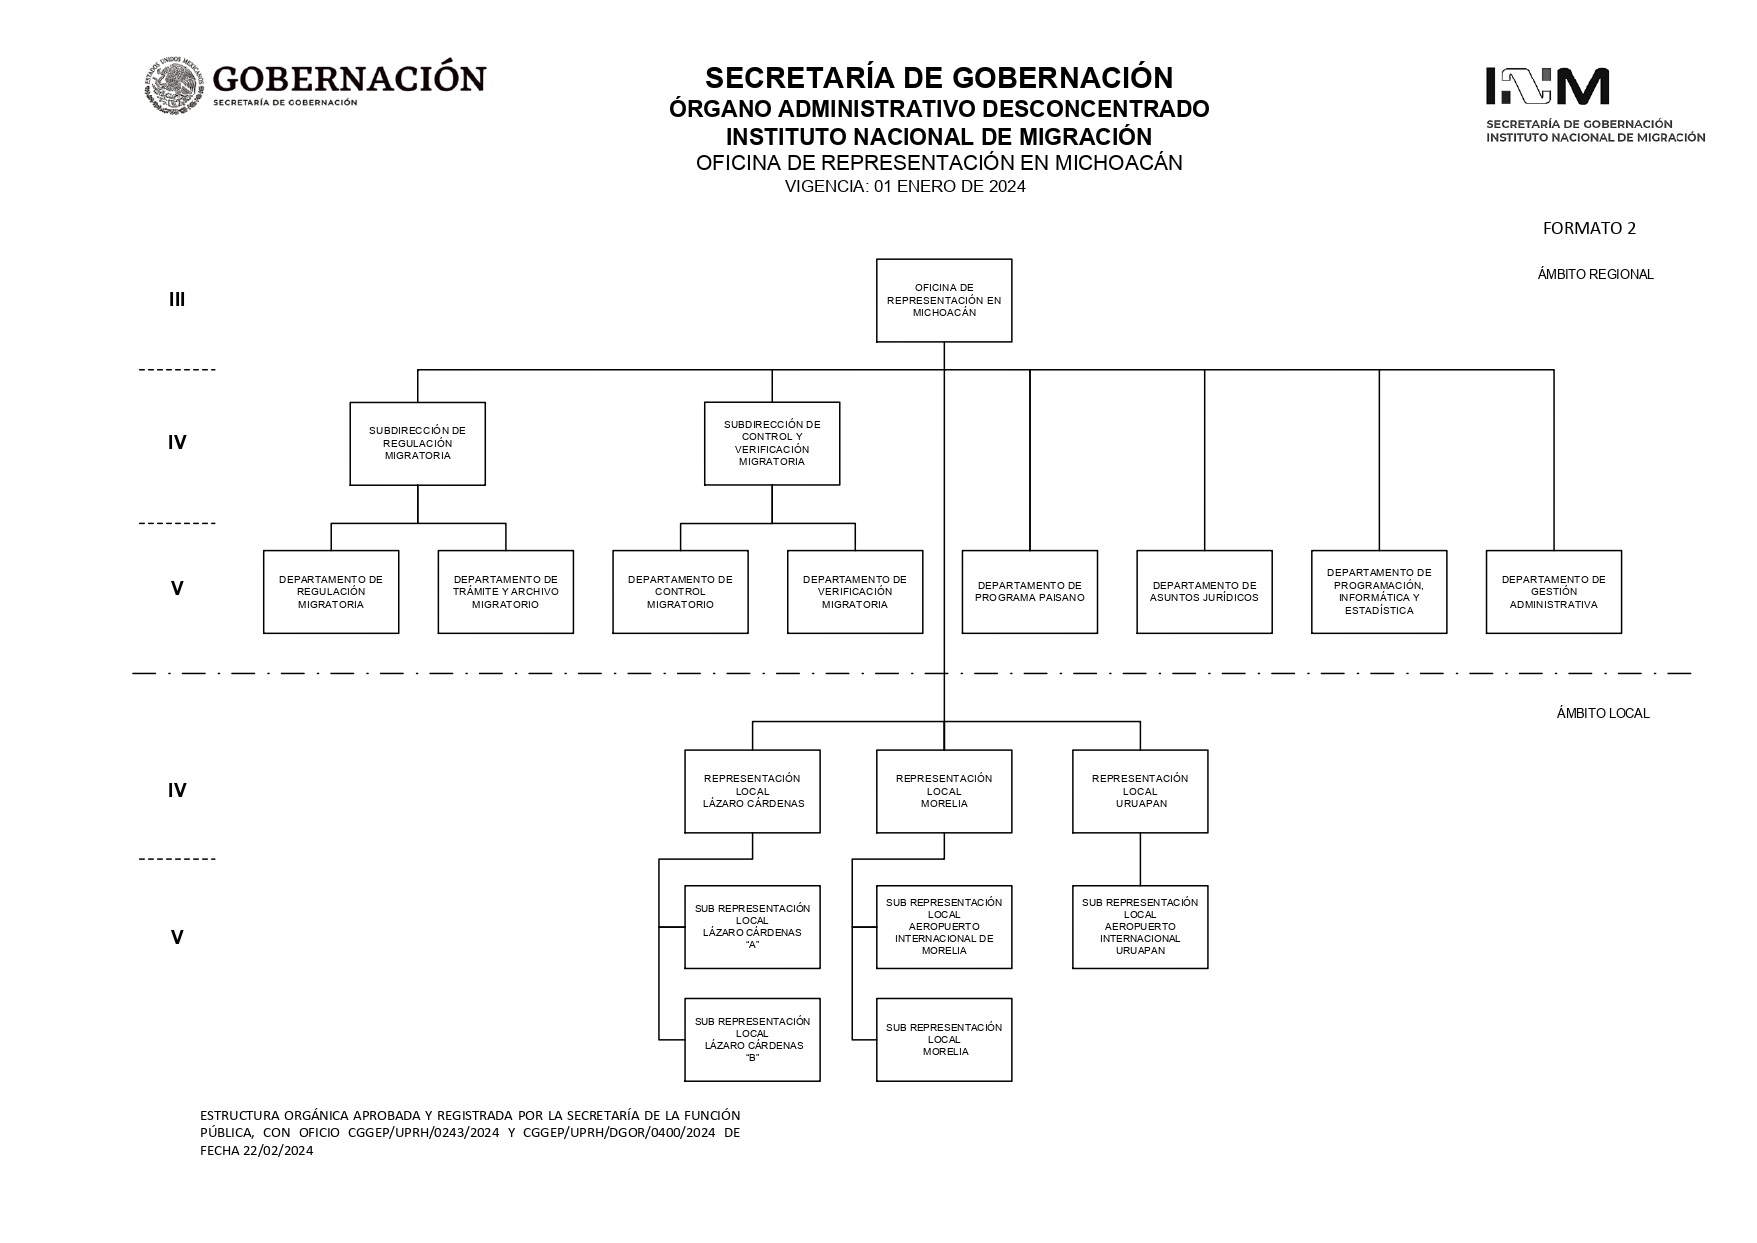 ESTADOS UNIDOS MEXICANOS
GOBERNACIÓN
SECRETARÍA DE GOBERNACIÓN
SECRETARÍA DE GOBERNACIÓN
ÓRGANO ADMINISTRATIVO DESCONCENTRADO
INSTITUTO NACIONAL DE MIGRACIÓN
OFICINA DE REPRESENTACIÓN EN MICHOACÁN
VIGENCIA: 01 ENERO DE 2024
INM
SECRETARÍA DE GOBERNACIÓN
INSTITUTO NACIONAL DE MIGRACIÓN
FORMATO 2
ÁMBITO REGIONAL
III
OFICINA DE
REPRESENTACIÓN EN
MICHOACÁN
IV
SUBDIRECCIÓN DE
REGULACIÓN
MIGRATORIA
SUBDIRECCIÓN DE
CONTROL Y
VERIFICACIÓN
MIGRATORIA
V
DEPARTAMENTO DE
REGULACIÓN
MIGRATORIA
DEPARTAMENTO DE
TRÁMITE Y ARCHIVO
MIGRATORIO
DEPARTAMENTO DE
CONTROL
MIGRATORIO
DEPARTAMENTO DE
VERIFICACIÓN
MIGRATORIA
DEPARTAMENTO DE
PROGRAMA PAISANO
DEPARTAMENTO DE
ASUNTOS JURÍDICOS
DEPARTAMENTO DE
PROGRAMACIÓN,
INFORMÁTICA Y
ESTADÍSTICA
DEPARTAMENTO DE
GESTIÓN
ADMINISTRATIVA
ÁMBITO LOCAL
IV
REPRESENTACIÓN
LOCAL
LÁZARO CÁRDENAS
REPRESENTACIÓN
LOCAL
MORELIA
REPRESENTACIÓN
LOCAL
URUAPAN
V
SUB REPRESENTACIÓN
LOCAL
LÁZARO CÁRDENAS
“A”
SUB REPRESENTACIÓN
LOCAL
AEROPUERTO
INTERNACIONAL DE
MORELIA
SUB REPRESENTACIÓN
LOCAL
AEROPUERTO
INTERNACIONAL
URUAPAN
SUB REPRESENTACIÓN
LOCAL
LÁZARO CÁRDENAS
“B”
SUB REPRESENTACIÓN
LOCAL
MORELIA
ESTRUCTURA ORGÁNICA APROBADA Y REGISTRADA POR LA SECRETARÍA DE LA FUNCIÓN
PÚBLICA, CON OFICIO CGGEP/UPRH/0243/2024 Y CGGEP/UPRH/DGOR/0400/2024 DE
FECHA 22/02/2024